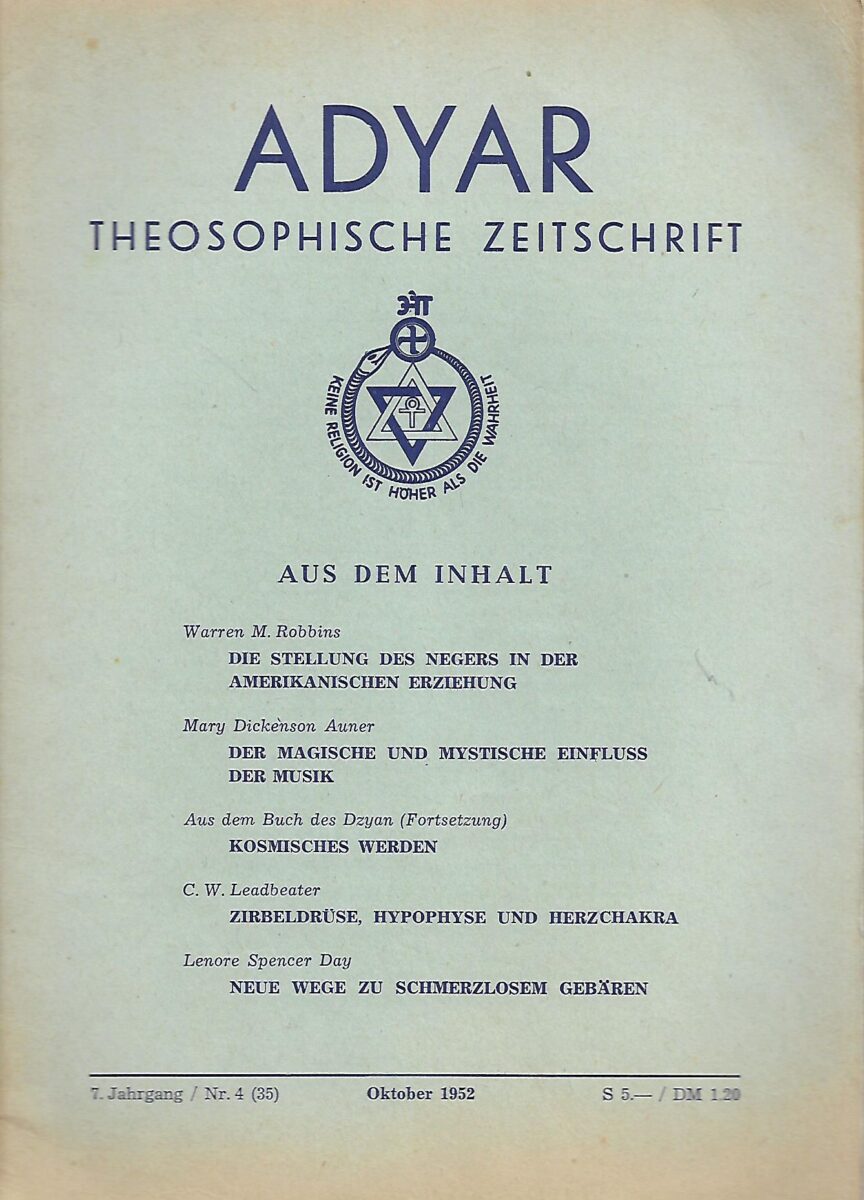 ADYAR
THEOSOPHISCHE ZEITSCHRIFT
ओं
KEINE RELIGION IST HÖHER ALS DIE WAHRHEIT
AUS DEM INHALT
Warren M. Robbins
DIE STELLUNG DES NEGERS IN DER
AMERIKANISCHEN ERZIEHUNG
Mary Dickènson Auner
DER MAGISCHE UND MYSTISCHE EINFLUSS
DER MUSIK
Aus dem Buch des Dzyan (Fortsetzung)
KOSMISCHES WERDEN
C. W. Leadbeater
ZIRBELDRÜSE, HYPOPHYSE UND HERZCHAKRA
Lenore Spencer Day
NEUE WEGE ZU SCHMERZLOSEM GEBÄREN
7. Jahrgang / Nr. 4 (35) Oktober 1952 S 5.— / DM 1.20